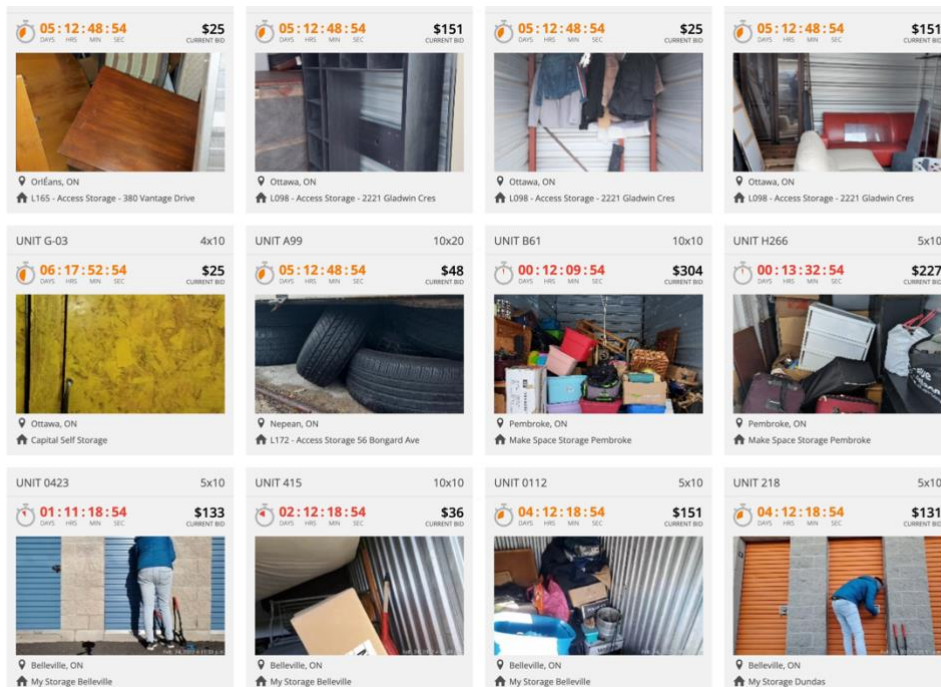 05:12:48:54 $25
DAYS HRS MIN SEC CURRENT BID
OrlÉans, ON
L165 - Access Storage - 380 Vantage Drive
05:12:48:54 $151
DAYS HRS MIN SEC CURRENT BID
Ottawa, ON
L098 - Access Storage - 2221 Gladwin Cres
05:12:48:54 $25
DAYS HRS MIN SEC CURRENT BID
Ottawa, ON
L098 - Access Storage - 2221 Gladwin Cres
05:12:48:54 $151
DAYS HRS MIN SEC CURRENT BID
Ottawa, ON
L098 - Access Storage - 2221 Gladwin Cres
UNIT G-03 4x10
06:17:52:54 $25
DAYS HRS MIN SEC CURRENT BID
Ottawa, ON
Capital Self Storage
UNIT A99 10x20
05:12:48:54 $48
DAYS HRS MIN SEC CURRENT BID
Nepean, ON
L172 - Access Storage 56 Bongard Ave
UNIT B61 10x10
00:12:09:54 $304
DAYS HRS MIN SEC CURRENT BID
Pembroke, ON
Make Space Storage Pembroke
UNIT H266 5x10
00:13:32:54 $227
DAYS HRS MIN SEC CURRENT BID
Pembroke, ON
Make Space Storage Pembroke
UNIT 0423 5x10
01:11:18:54 $133
DAYS HRS MIN SEC CURRENT BID
Belleville, ON
My Storage Belleville
UNIT 415 10x10
02:12:18:54 $36
DAYS HRS MIN SEC CURRENT BID
Belleville, ON
My Storage Belleville
UNIT 0112 5x10
04:12:18:54 $151
DAYS HRS MIN SEC CURRENT BID
Belleville, ON
My Storage Belleville
UNIT 218 5x10
04:12:18:54 $131
DAYS HRS MIN SEC CURRENT BID
Belleville, ON
My Storage Dundas